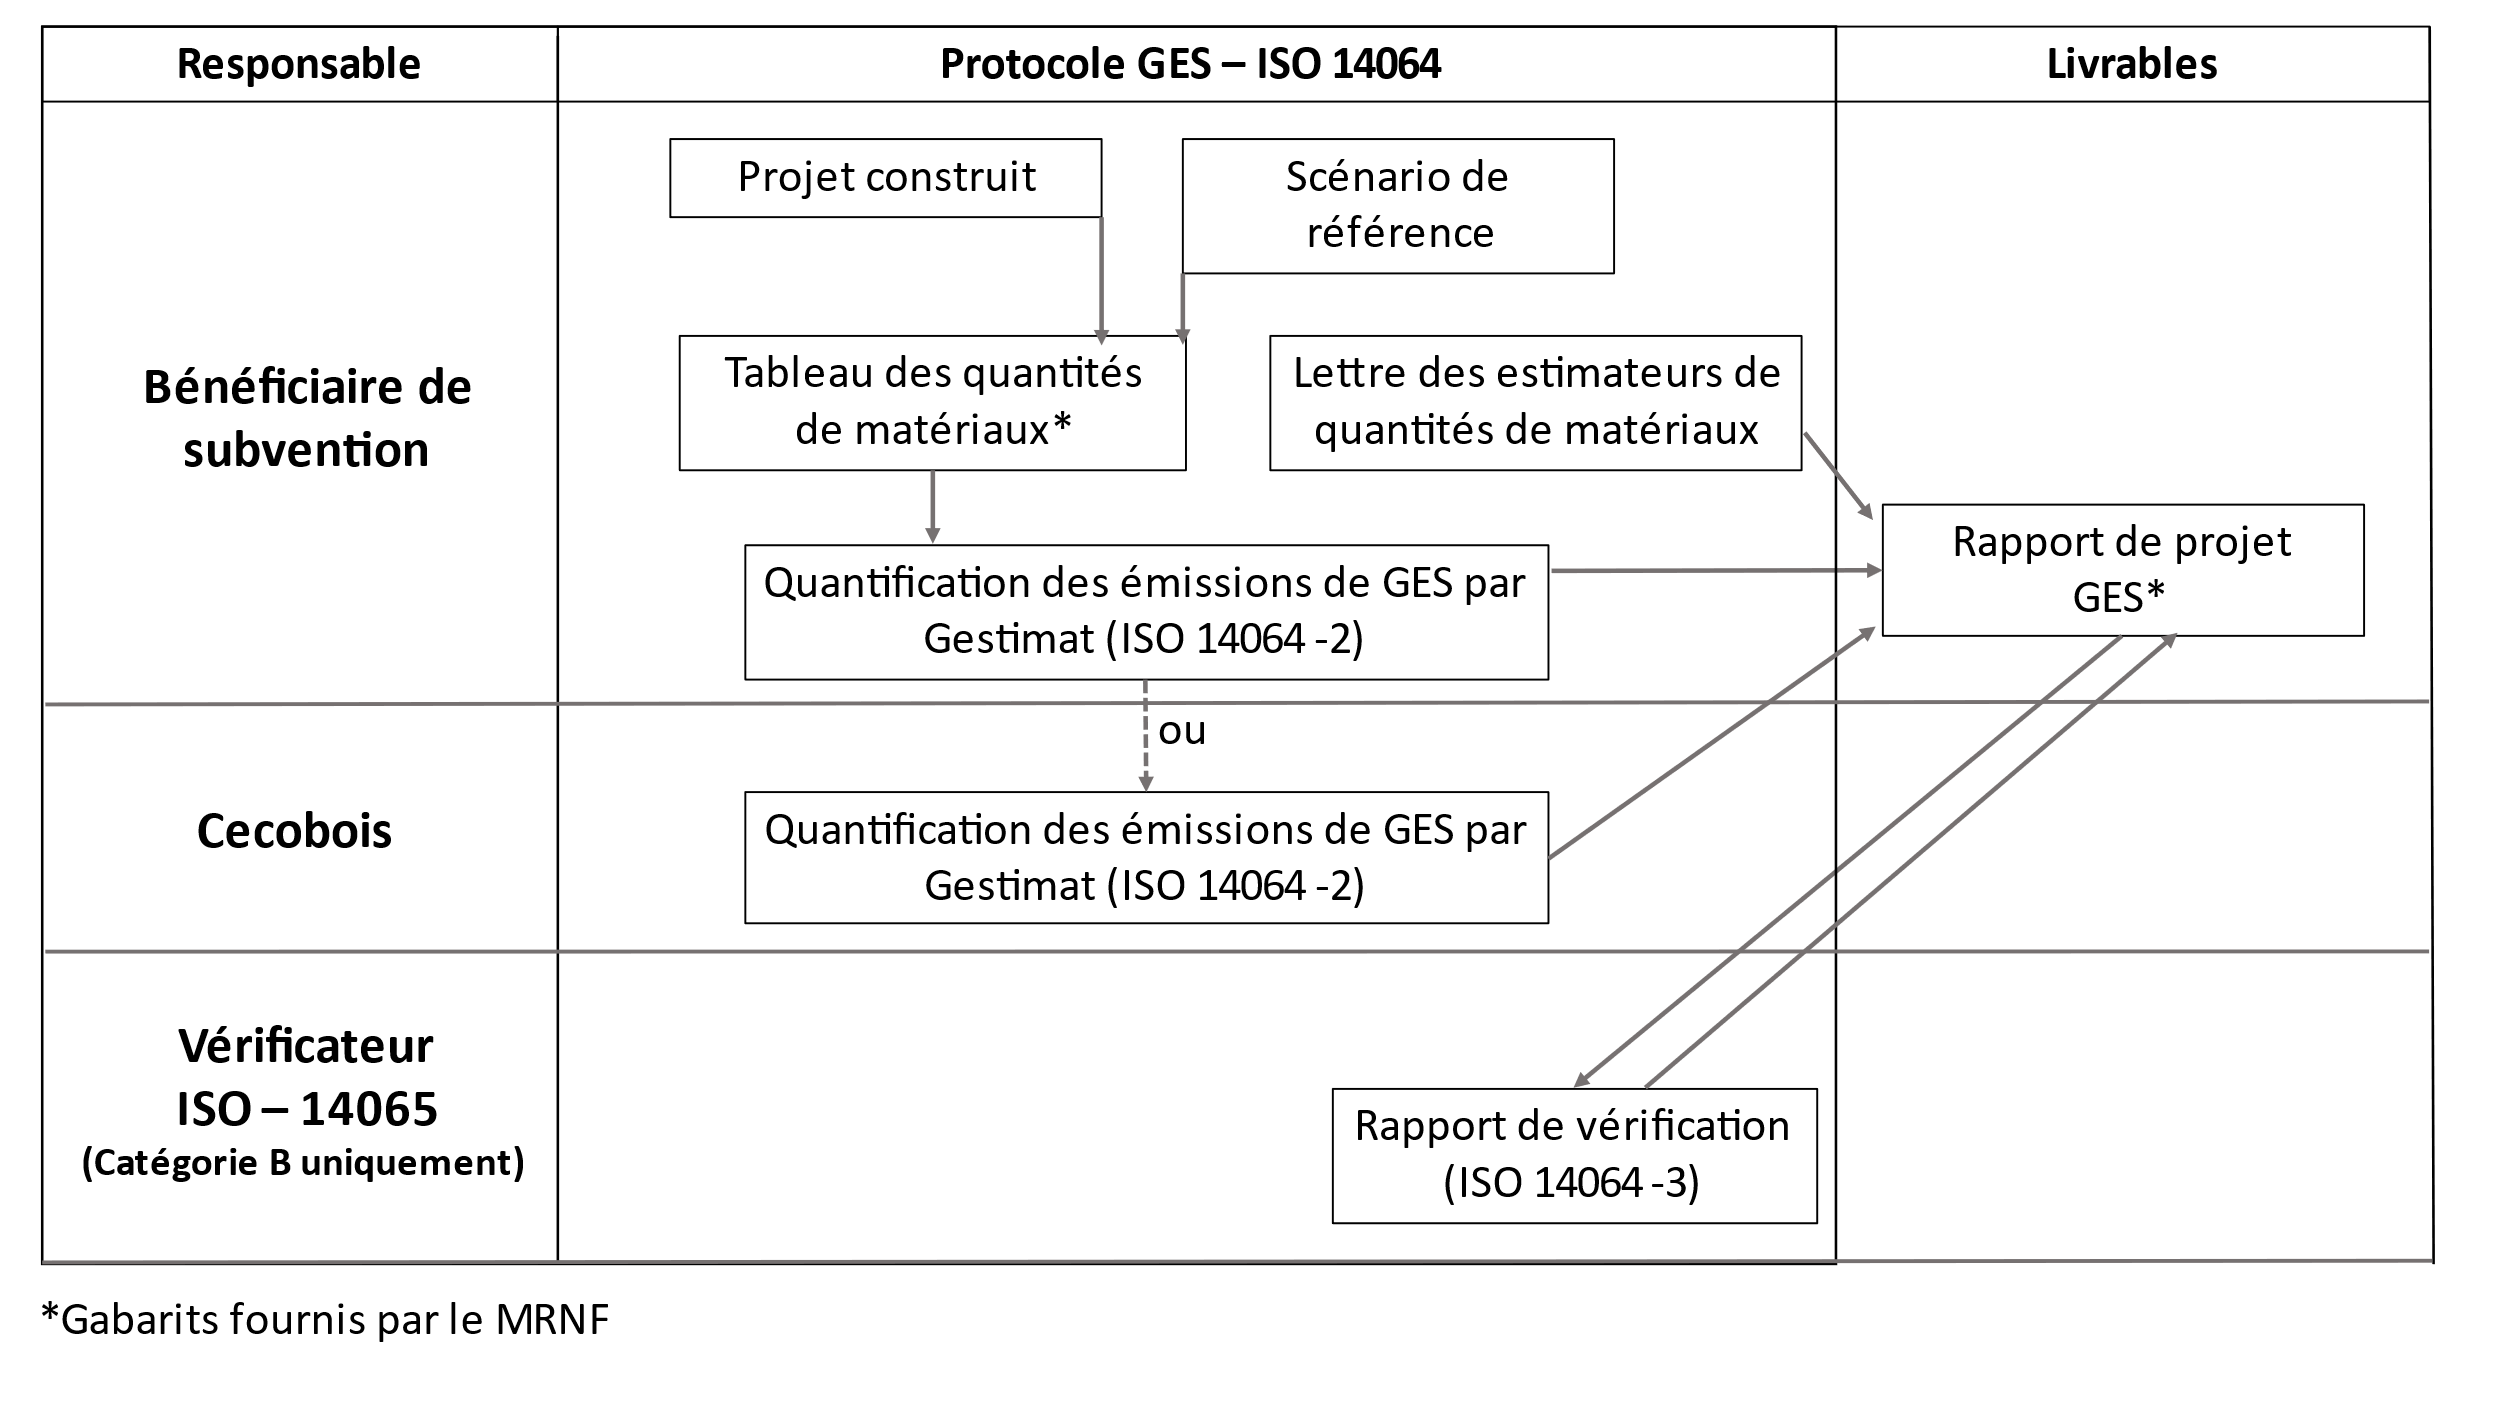 Responsable
Protocole GES – ISO 14064
Livrables
Projet construit
Scénario de
référence
Bénéficiaire de
subvention
Tableau des quantités
de matériaux*
Lettre des estimateurs de
quantités de matériaux
Rapport de projet
GES*
Quantification des émissions de GES par
Gestimat (ISO 14064 -2)
ou
Cecobois
Quantification des émissions de GES par
Gestimat (ISO 14064 -2)
Vérificateur
ISO – 14065
(Catégorie B uniquement)
Rapport de vérification
(ISO 14064 -3)
*Gabarits fournis par le MRNF